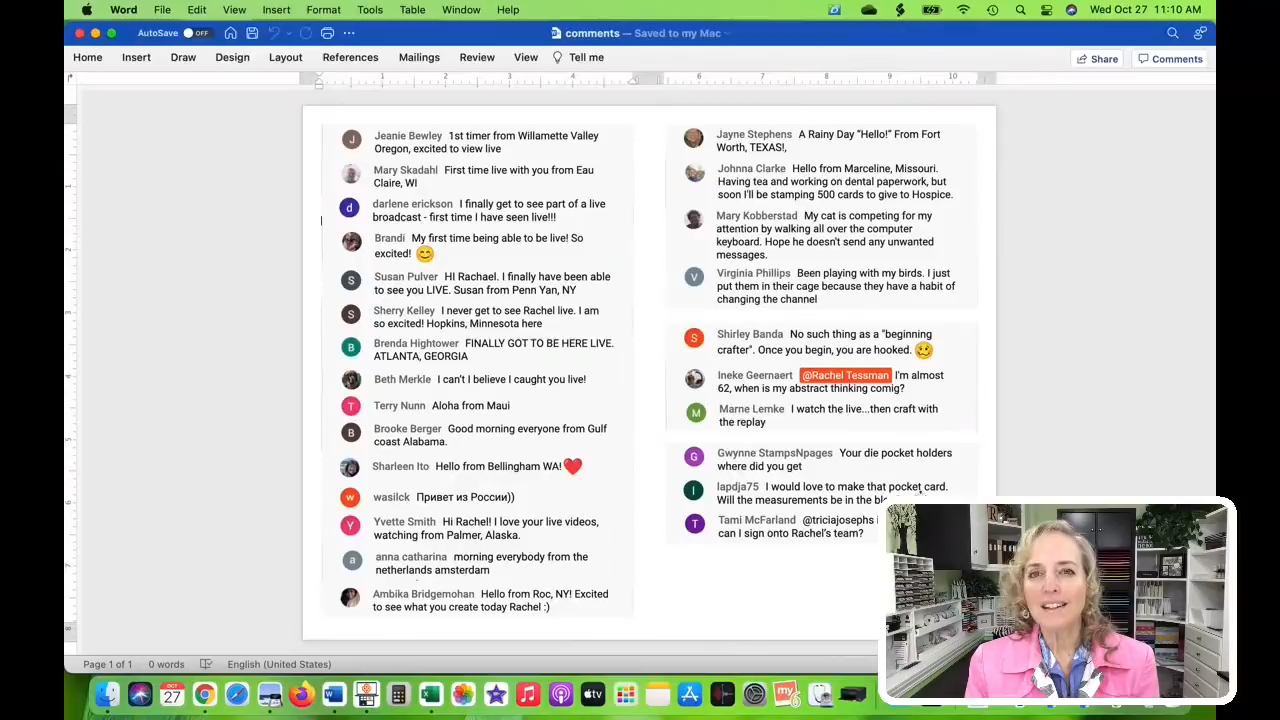 Word File Edit View Insert Format Tools Table Window Help Wed Oct 27 11:10 AM
AutoSave OFF comments — Saved to my Mac
Home Insert Draw Design Layout References Mailings Review View Tell me Share Comments
1 2 3 4 6 7 8 9 10
Jeanie Bewley 1st timer from Willamette Valley
Oregon, excited to view live
Mary Skadahl First time live with you from Eau
Claire, WI
darlene erickson I finally get to see part of a live
broadcast - first time I have seen live!!!
Brandi My first time being able to be live! So
excited! 😊
Susan Pulver HI Rachael. I finally have been able
to see you LIVE. Susan from Penn Yan, NY
Sherry Kelley I never get to see Rachel live. I am
so excited! Hopkins, Minnesota here
Brenda Hightower FINALLY GOT TO BE HERE LIVE.
ATLANTA, GEORGIA
Beth Merkle I can't I believe I caught you live!
Terry Nunn Aloha from Maui
Brooke Berger Good morning everyone from Gulf
coast Alabama.
Sharleen Ito Hello from Bellingham WA!❤️
wasilck Привет из России))
Yvette Smith Hi Rachel! I love your live videos,
watching from Palmer, Alaska.
anna catharina morning everybody from the
netherlands amsterdam
Ambika Bridgemohan Hello from Roc, NY! Excited
to see what you create today Rachel :)
Jayne Stephens A Rainy Day “Hello!” From Fort
Worth, TEXAS!,
Johnna Clarke Hello from Marceline, Missouri.
Having tea and working on dental paperwork, but
soon I'll be stamping 500 cards to give to Hospice.
Mary Kobberstad My cat is competing for my
attention by walking all over the computer
keyboard. Hope he doesn't send any unwanted
messages.
Virginia Phillips Been playing with my birds. I just
put them in their cage because they have a habit of
changing the channel
Shirley Banda No such thing as a "beginning
crafter". Once you begin, you are hooked.
Ineke Geernaert @Rachel Tessman I'm almost
62, when is my abstract thinking comig?
Marne Lemke I watch the live...then craft with
the replay
Gwynne StampsNpages Your die pocket holders
where did you get
lapdja75 I would love to make that pocket card.
Will the measurements be in the
Tami McFarland @triciajosephs
can I sign onto Rachel's team?
Page 1 of 1 0 words English (United States)
OCT
27
my